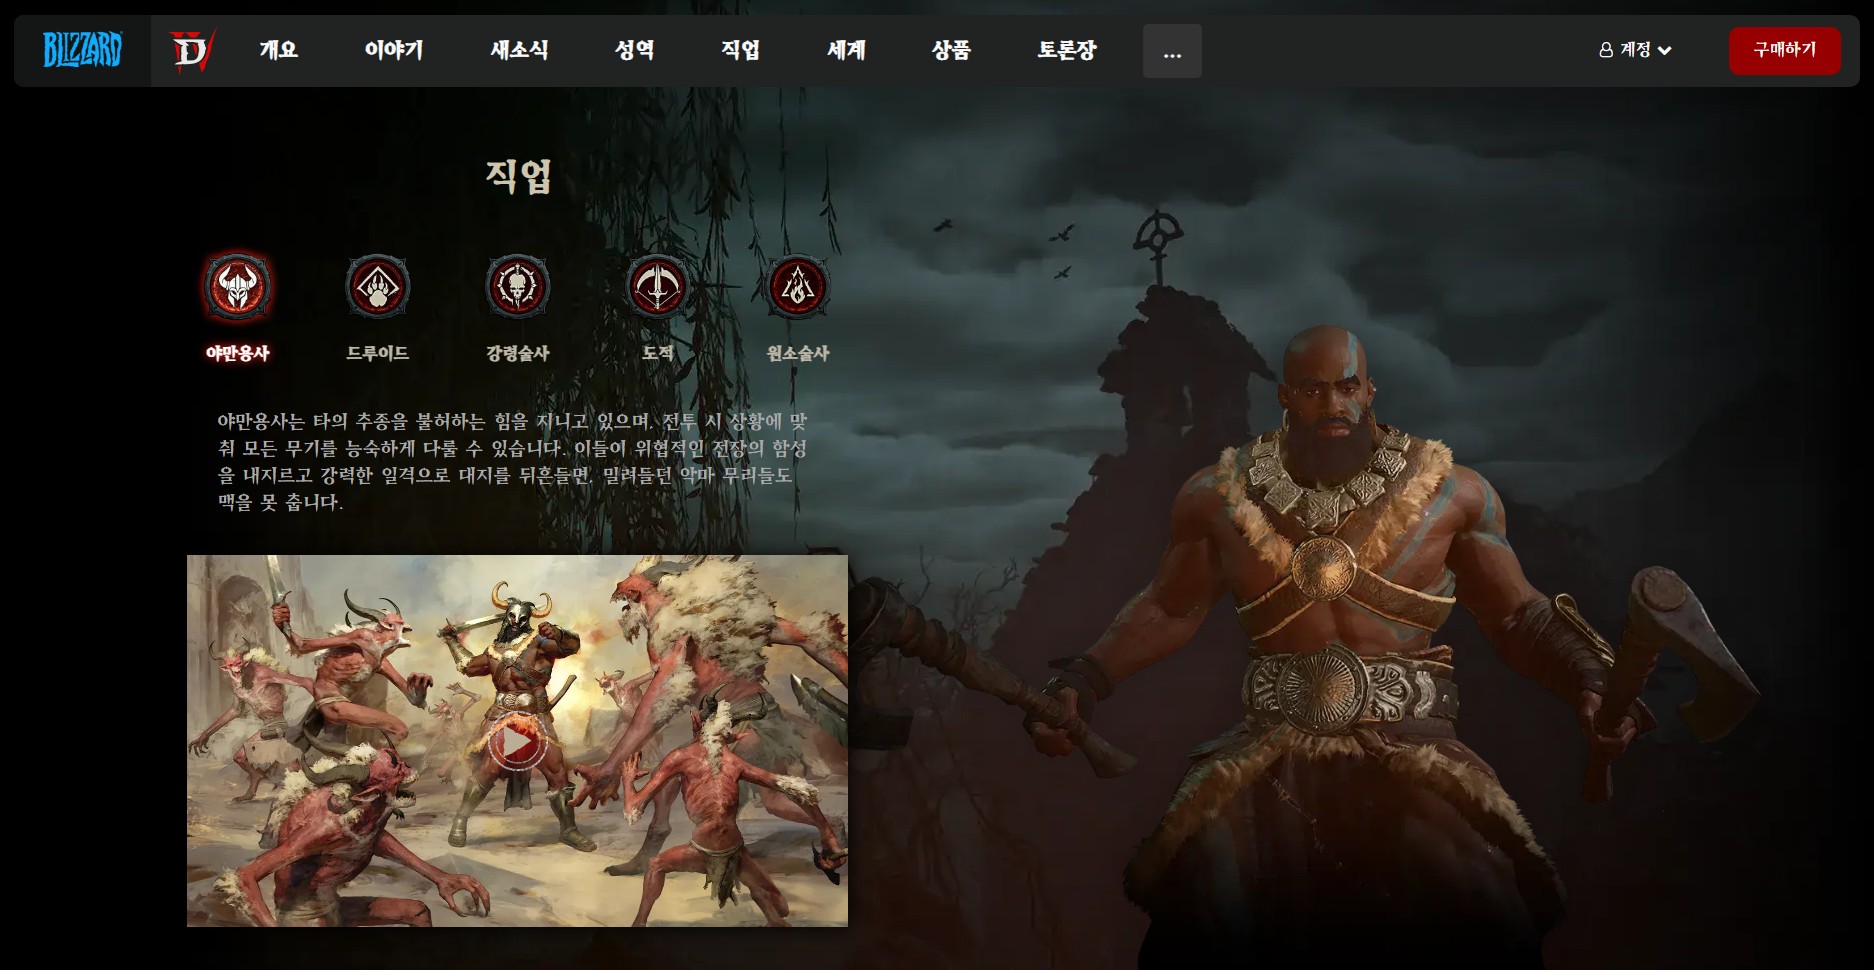 BLIZZARD
D
개요
이야기
새소식
성역
직업
세계
상품
토론장
...
계정
구매하기
직업
야만용사
드루이드
강령술사
도적
원소술사
야만용사는 타의 추종을 불허하는 힘을 지니고 있으며, 전투 시 상황에 맞
춰 모든 무기를 능숙하게 다룰 수 있습니다. 이들이 위협적인 전장의 함성
을 내지르고 강력한 일격으로 대지를 뒤흔들면, 밀려들던 악마 무리들도
맥을 못 춥니다.